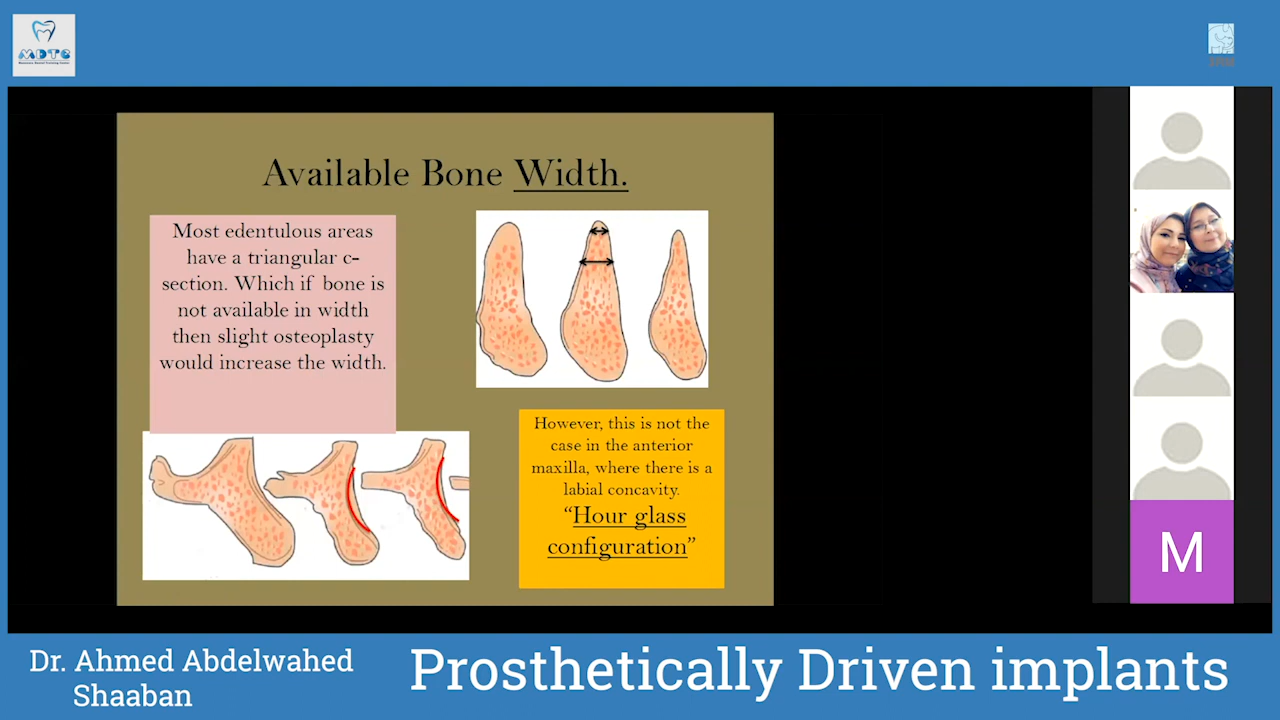 MDTC
Available Bone Width.
Most edentulous areas
have a triangular c-
section. Which if bone is
not available in width
then slight osteoplasty
would increase the width.
However, this is not the
case in the anterior
maxilla, where there is a
labial concavity.
“Hour glass
configuration”
M
Dr. Ahmed Abdelwahed
Shaaban
Prosthetically Driven implants